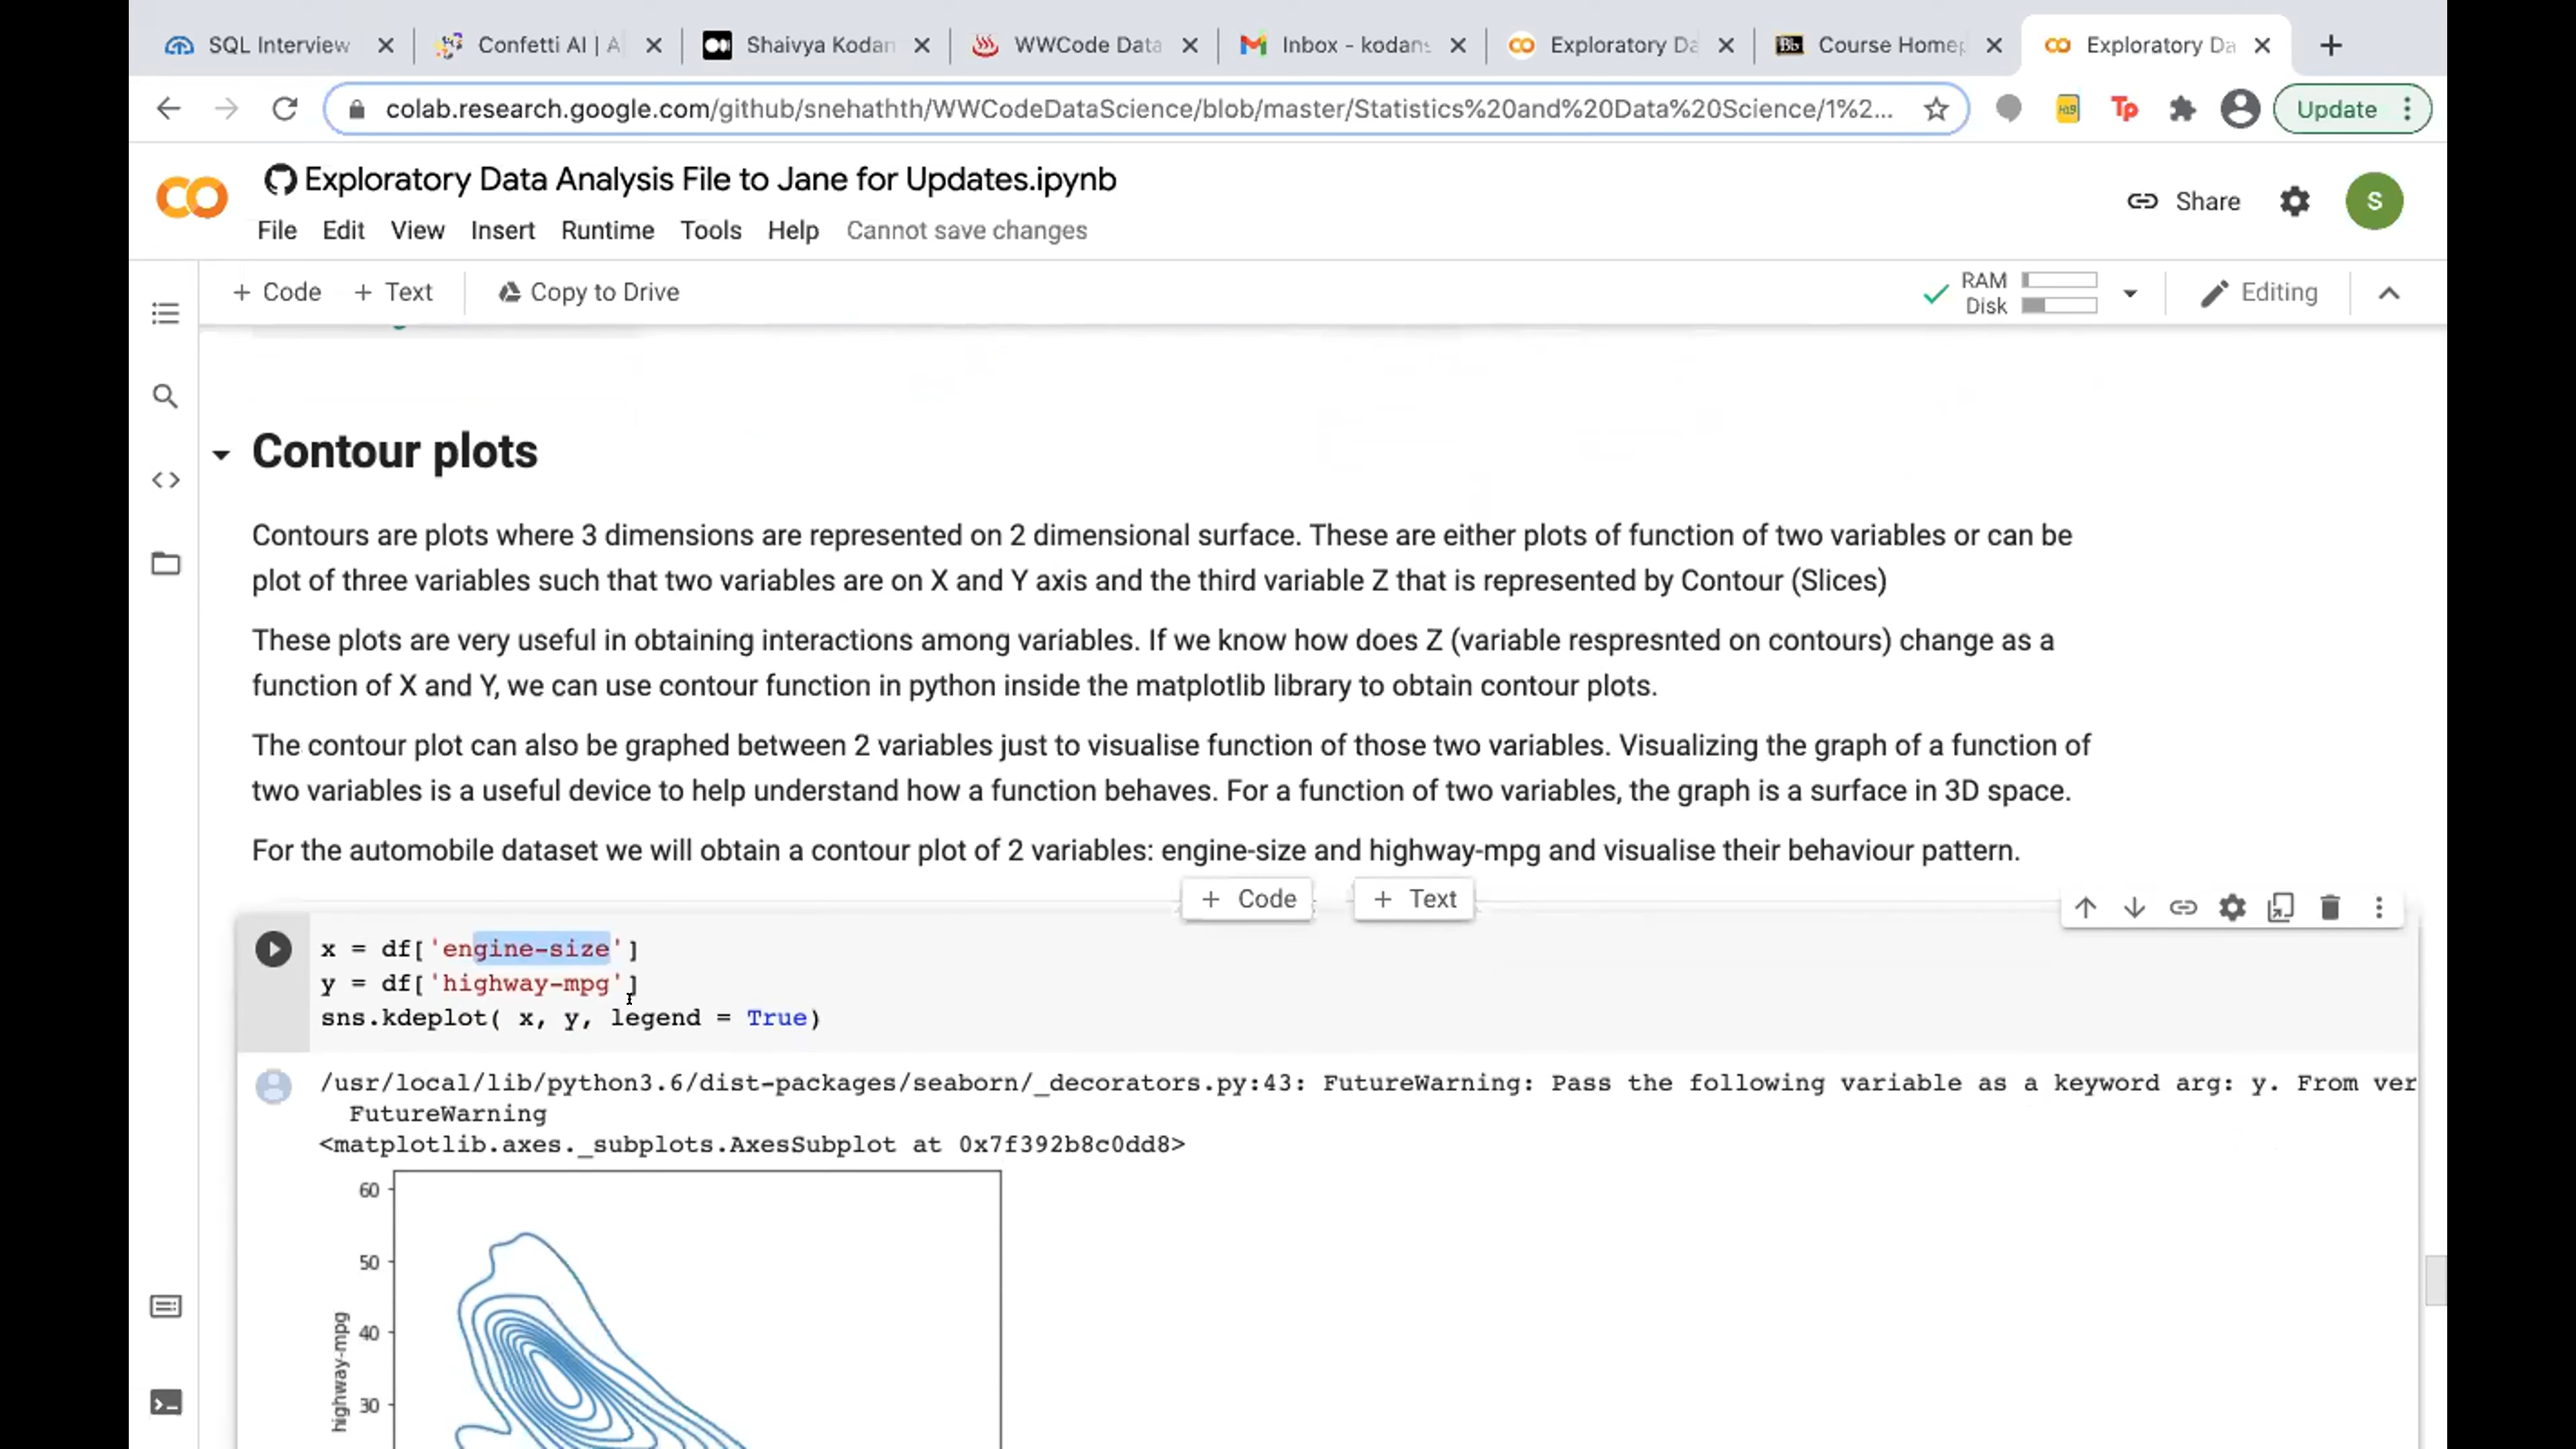 SQL Interview
Confetti AI | A
Shaivya Kodan
WWCode Data
Inbox - kodans
Exploratory Da
Course Home
Exploratory Da
colab.research.google.com/github/snehathth/WWCodeDataScience/blob/master/Statistics%20and%20Data%20Science/1%2...
H19
Tp
Update
Exploratory Data Analysis File to Jane for Updates.ipynb
File Edit View Insert Runtime Tools Help Cannot save changes
Share
S
+ Code + Text Copy to Drive
RAM
Disk
Editing
Contour plots
Contours are plots where 3 dimensions are represented on 2 dimensional surface. These are either plots of function of two variables or can be
plot of three variables such that two variables are on X and Y axis and the third variable Z that is represented by Contour (Slices)
These plots are very useful in obtaining interactions among variables. If we know how does Z (variable respresnted on contours) change as a
function of X and Y, we can use contour function in python inside the matplotlib library to obtain contour plots.
The contour plot can also be graphed between 2 variables just to visualise function of those two variables. Visualizing the graph of a function of
two variables is a useful device to help understand how a function behaves. For a function of two variables, the graph is a surface in 3D space.
For the automobile dataset we will obtain a contour plot of 2 variables: engine-size and highway-mpg and visualise their behaviour pattern.
+ Code + Text
x = df['engine-size']
y = df['highway-mpg']
sns.kdeplot( x, y, legend = True)
/usr/local/lib/python3.6/dist-packages/seaborn/_decorators.py:43: FutureWarning: Pass the following variable as a keyword arg: y. From ver
FutureWarning
<matplotlib.axes._subplots.AxesSubplot at 0x7f392b8c0dd8>
60
50
40
30
highway-mpg